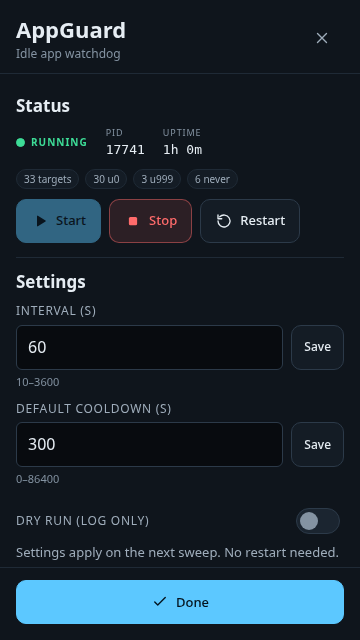 AppGuard
Idle app watchdog
Status
RUNNING
PID
17741
UPTIME
1h 0m
33 targets
30 u0
3 u999
6 never
Start
Stop
Restart
Settings
INTERVAL (S)
60
Save
10–3600
DEFAULT COOLDOWN (S)
300
Save
0–86400
DRY RUN (LOG ONLY)
Settings apply on the next sweep. No restart needed.
Done